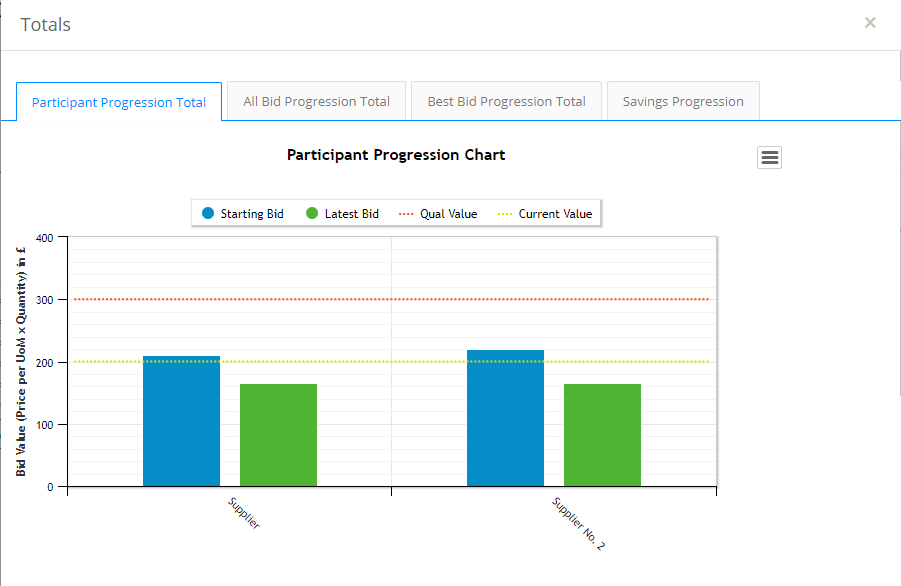 Totals
×
Participant Progression Total
All Bid Progression Total
Best Bid Progression Total
Savings Progression
Participant Progression Chart
Starting Bid
Latest Bid
Qual Value
Current Value
Bid Value (Price per UoM x Quantity) in £
400
300
200
100
0
Supplier
Supplier No. 2